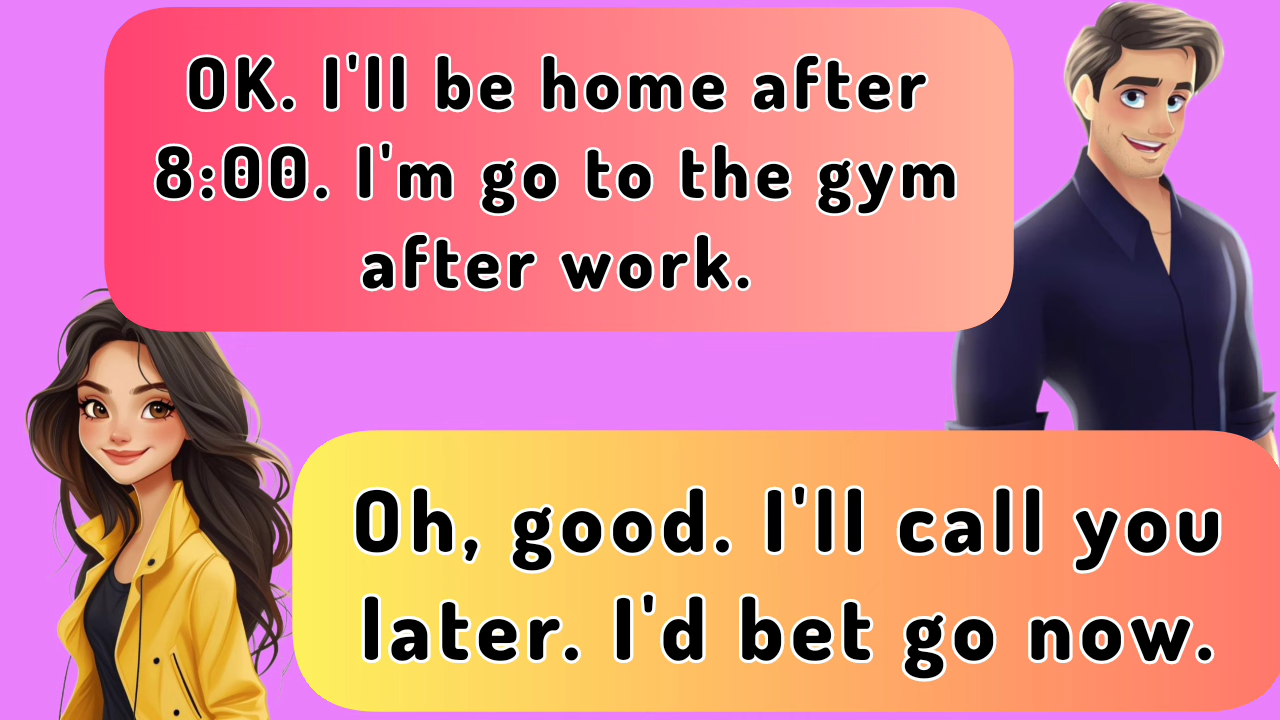 OK. I'll be home after
8:00. I'm go to the gym
after work.
Oh, good. I'll call you
later. I'd bet go now.